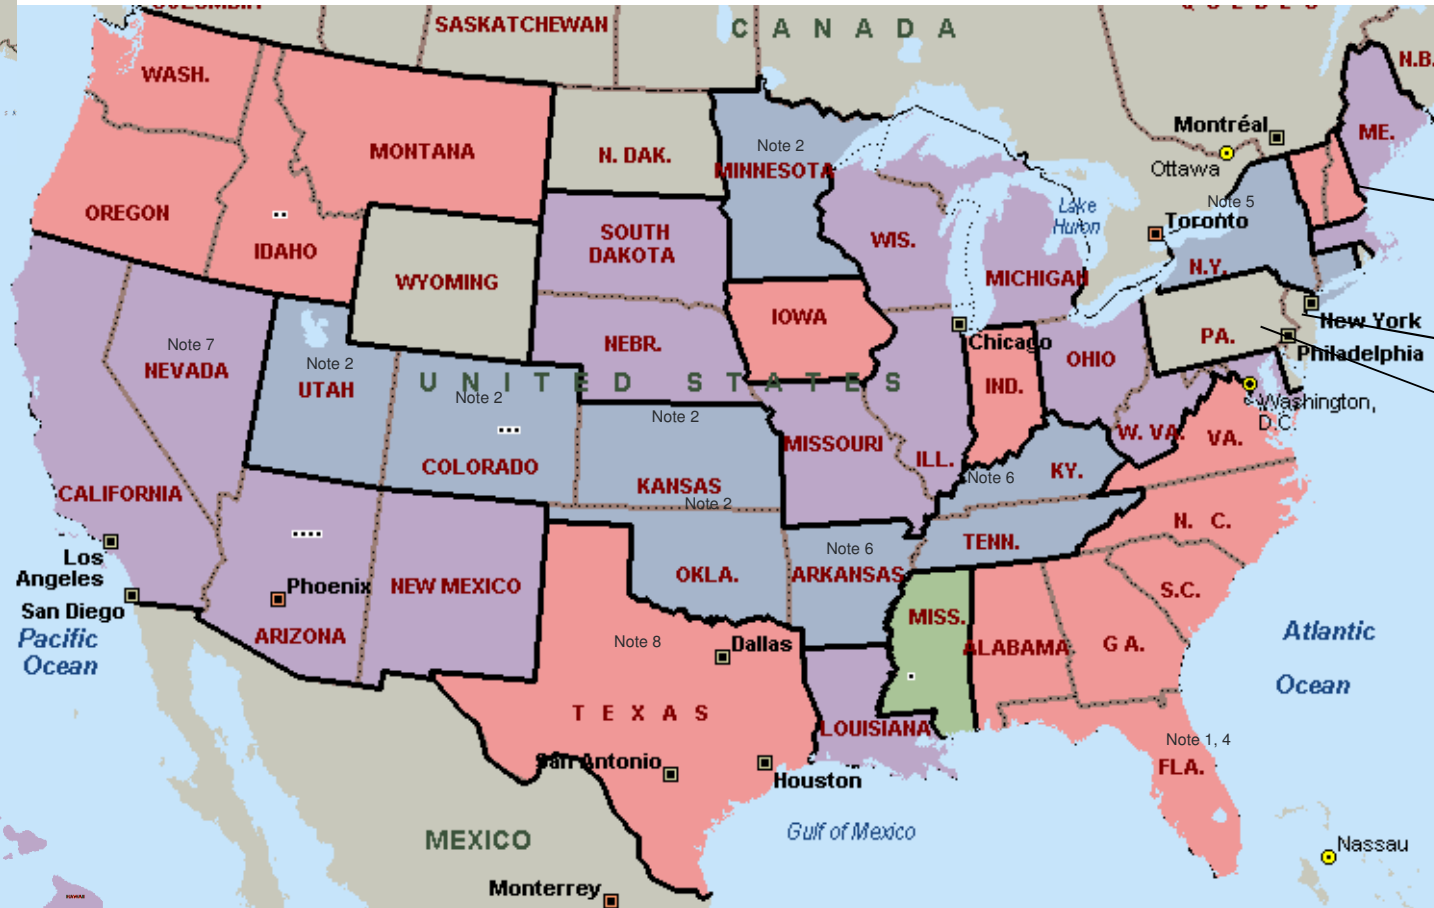 SASKATCHEWAN
C A N A D A
WASH.
MONTANA
N. DAK.
Note 2
MINNESOTA
Montréal
Ottawa
N.B.
ME.
OREGON
IDAHO
WYOMING
SOUTH
DAKOTA
WIS.
Lake
Huron
MICHIGAN
Toronto
Note 5
N.Y.
Note 7
NEVADA
Note 2
UTAH
NEBR.
IOWA
Chicago
IND.
OHIO
PA.
New York
Philadelphia
U N I T E D S T A T E S
Washington,
D.C.
Note 2
COLORADO
Note 2
KANSAS
Note 2
MISSOURI
ILL.
Note 6
KY.
W. VA.
VA.
CALIFORNIA
Los
Angeles
San Diego
Phoenix
ARIZONA
NEW MEXICO
OKLA.
Note 6
ARKANSAS
TENN.
N. C.
S.C.
MISS.
ALABAMA
G A.
Pacific
Ocean
Note 8
Dallas
T E X A S
San Antonio
Houston
LOUISIANA
Note 1, 4
FLA.
Atlantic
Ocean
MEXICO
Gulf of Mexico
Monterrey
Nassau
HAWAII